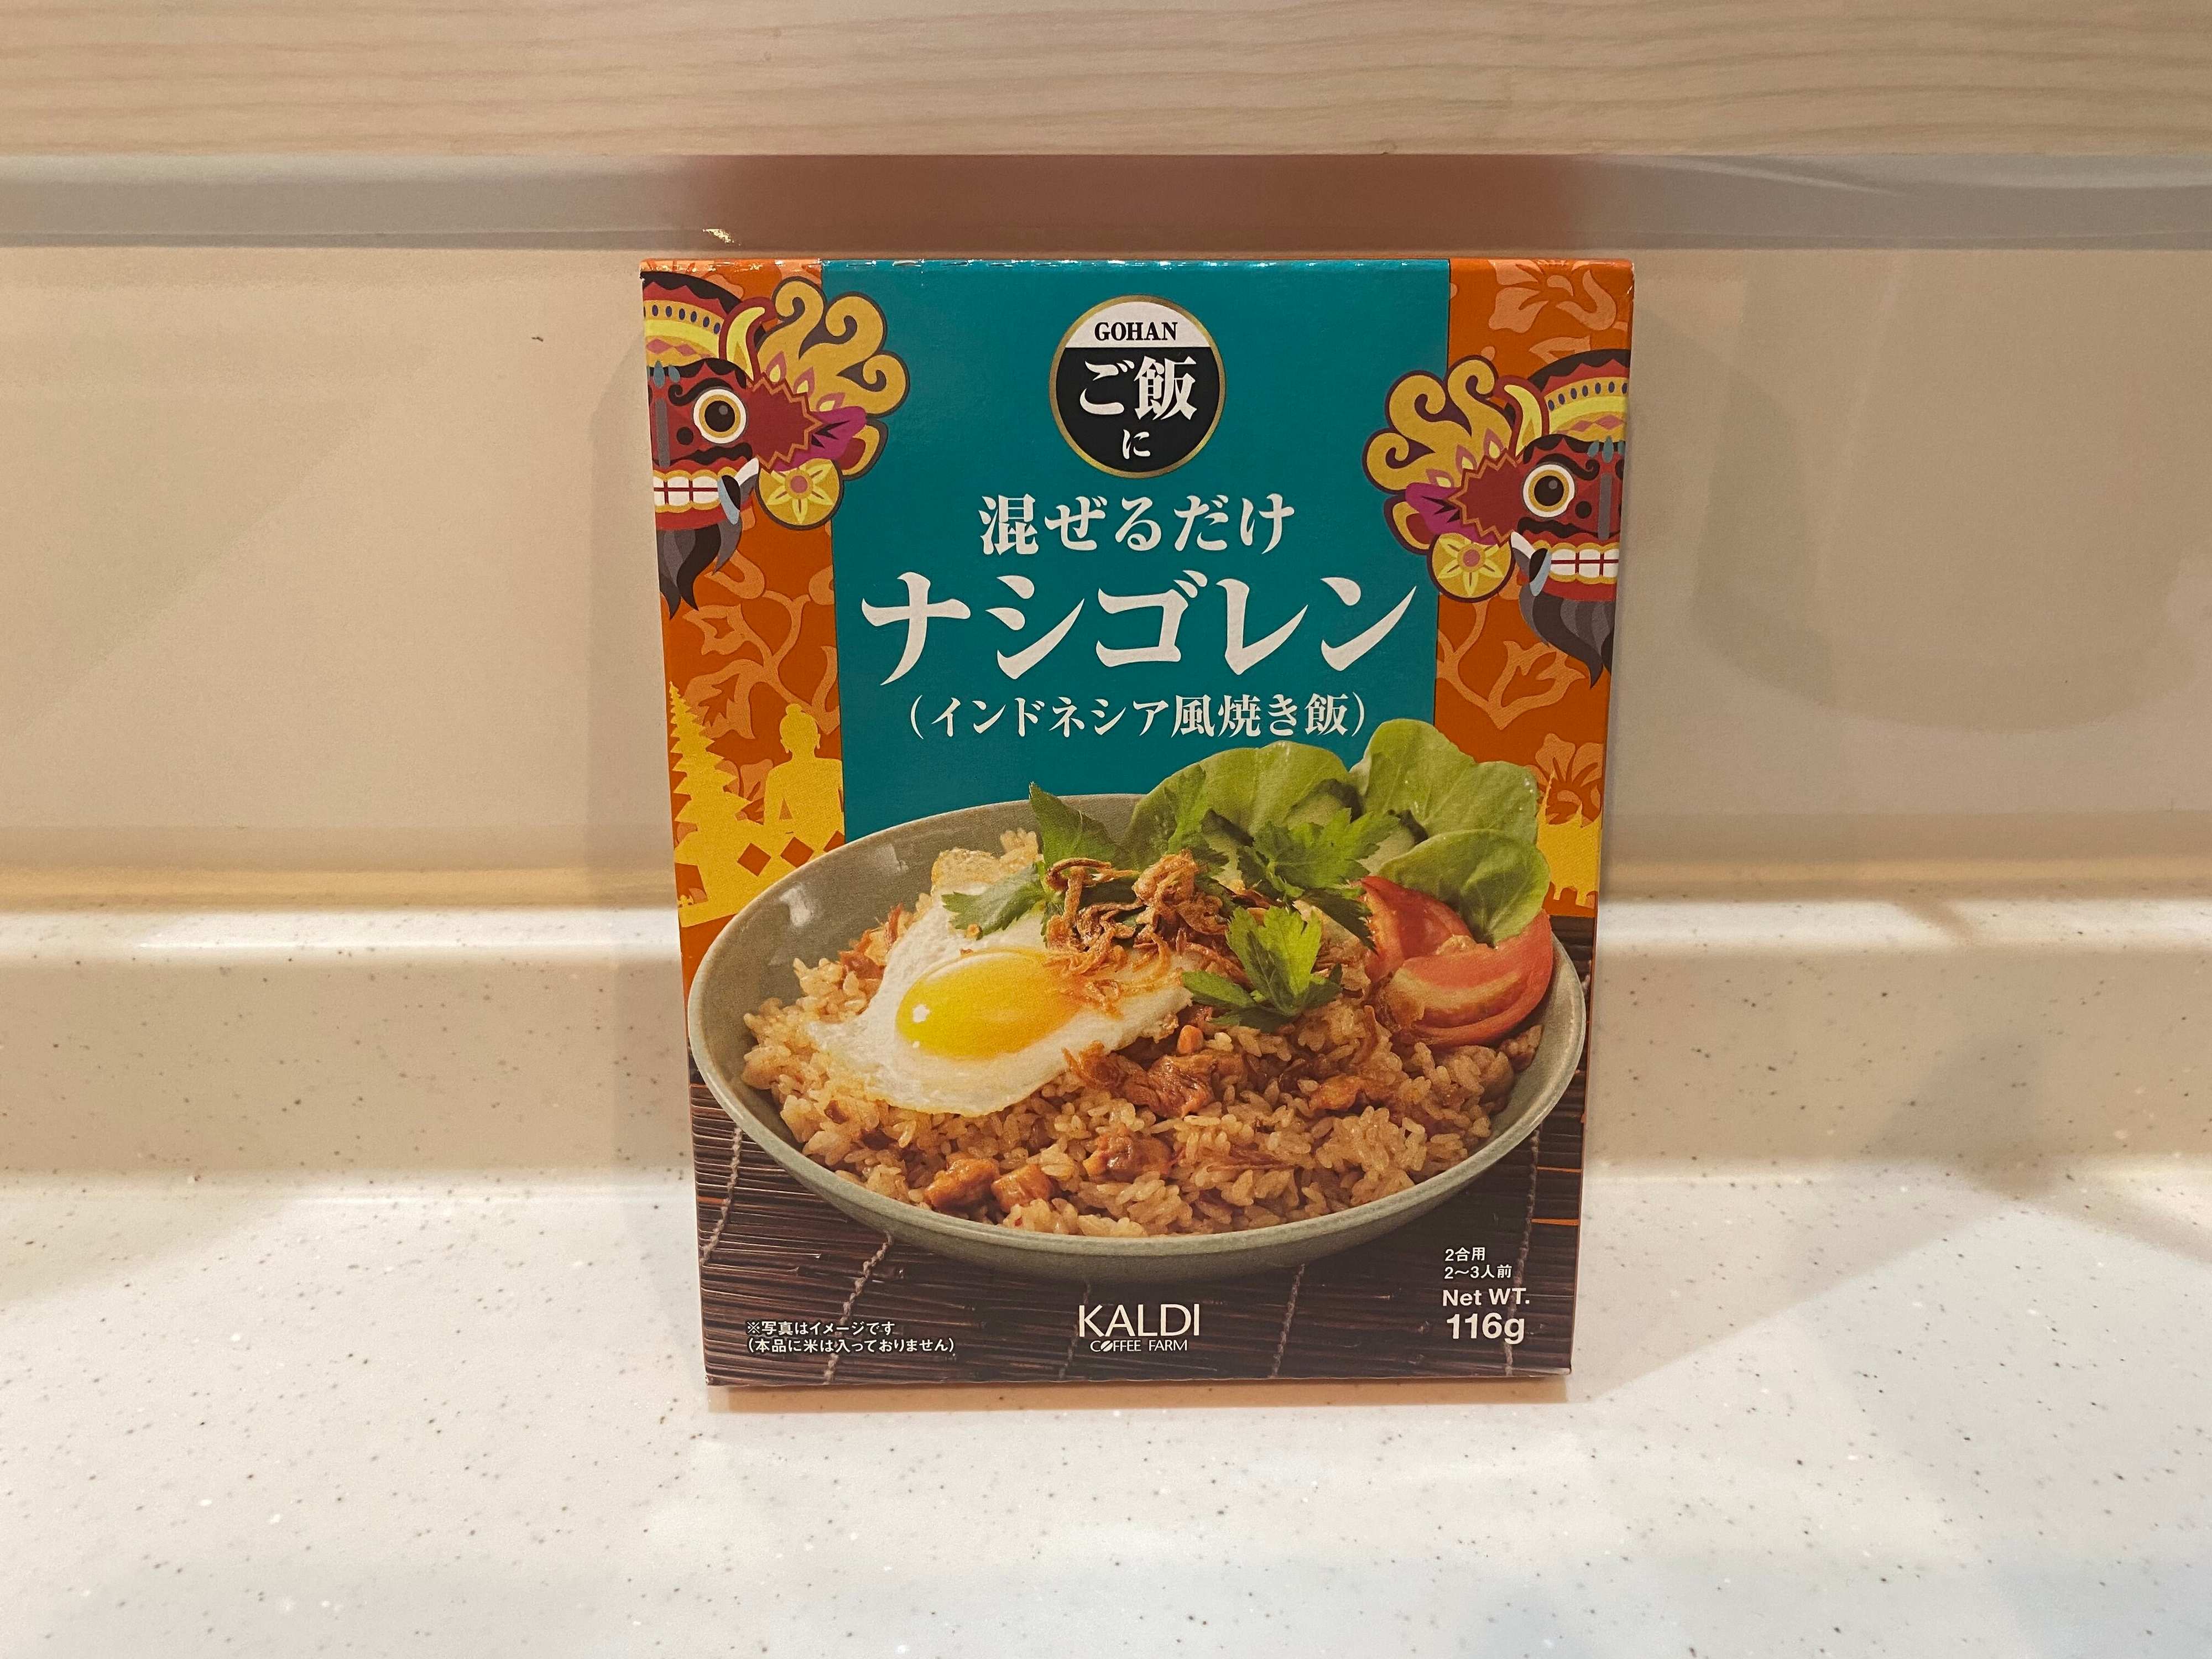 GOHAN
ご飯
に
混ぜるだけ
ナシゴレン
(インドネシア風焼き飯)
2合用
2〜3人前
Net WT.
116g
※写真はイメージです
(本品に米は入っておりません)
KALDI
COFFEE FARM